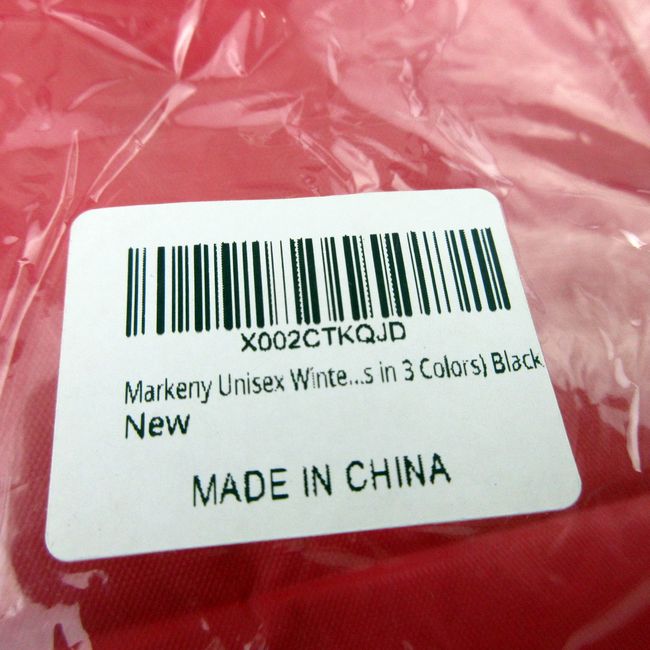 X002CTKQJD
Markeny Unisex Winte...s in 3 Colors) Black
New
MADE IN CHINA